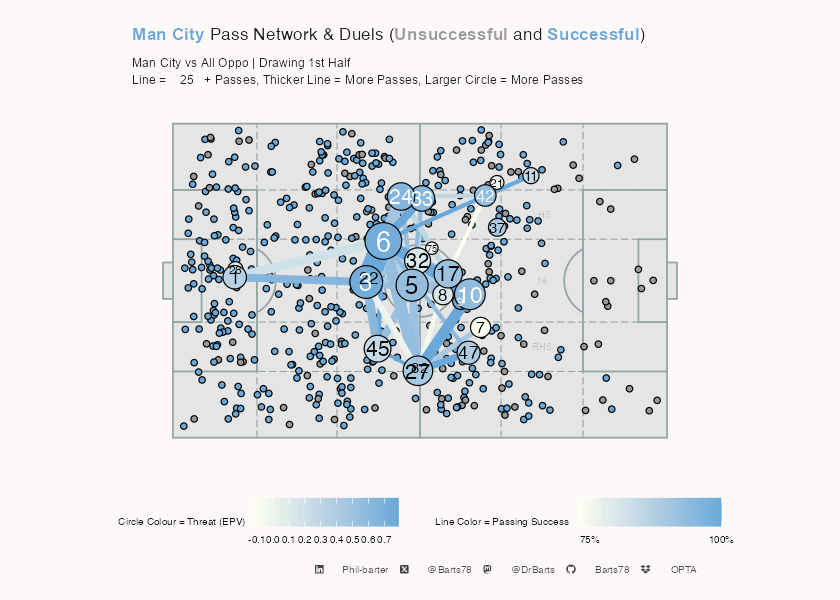 Man City Pass Network & Duels (Unsuccessful and Successful)
Man City vs All Oppo | Drawing 1st Half
Line = 25 + Passes, Thicker Line = More Passes, Larger Circle = More Passes
11
21
24 33 42
LHS
37
6
75
32
17
1
3 5 8 10
14
7
RHS
45 47
27
Circle Colour = Threat (EPV)
-0.10.0 0.1 0.2 0.3 0.4 0.5 0.6 0.7
Line Color = Passing Success
75% 100%
Phil-barter @Barts78 @DrBarts Barts78 OPTA